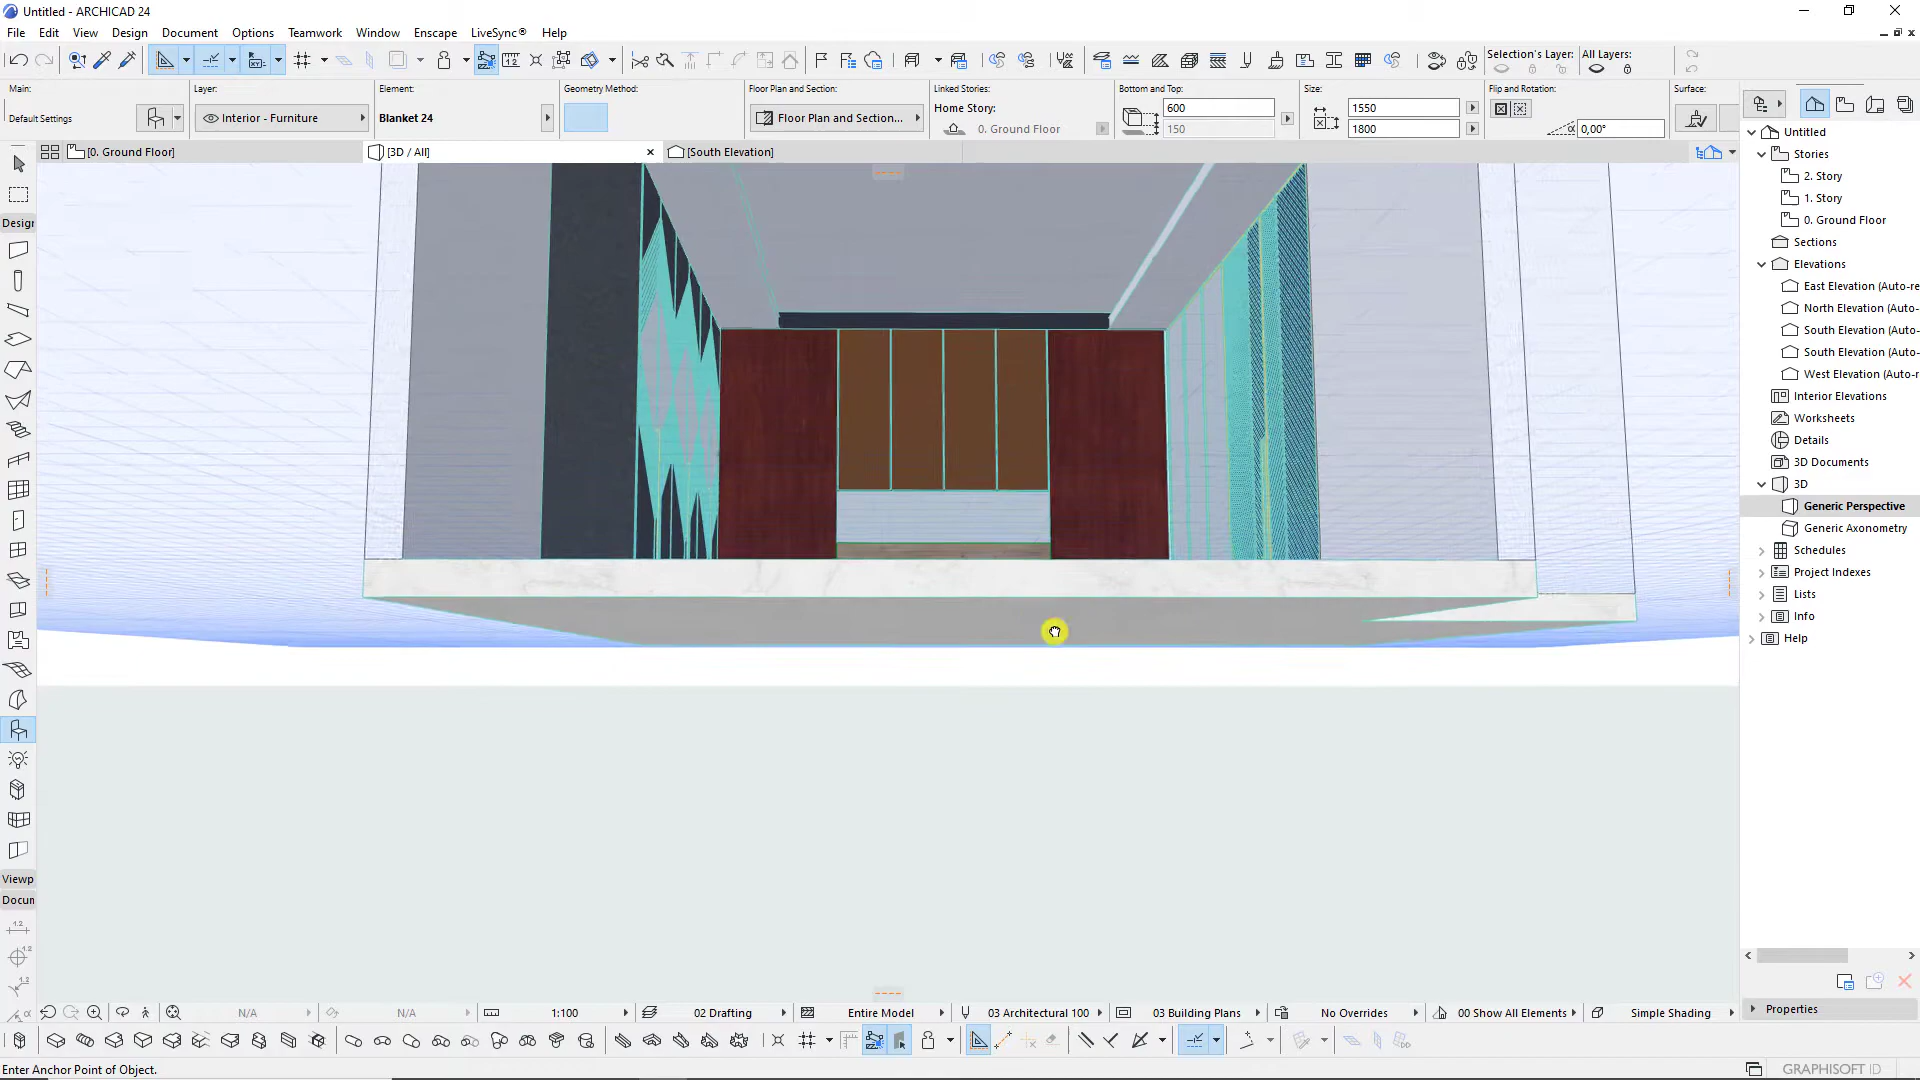 Untitled - ARCHICAD 24
File Edit View Design Document Options Teamwork Window Enscape LiveSync® Help
Selection's Layer: All Layers:
Main: Layer: Element: Geometry Method: Floor Plan and Section: Linked Stories: Bottom and Top: Size: Flip and Rotation: Surface:
Default Settings Interior - Furniture Blanket 24 Floor Plan and Section... Home Story: 0. Ground Floor 600 150 1550 1800 0,00°
[0. Ground Floor] [3D / All] [South Elevation]
Untitled
Stories
2. Story
1. Story
0. Ground Floor
Sections
Elevations
East Elevation (Auto-re
North Elevation (Auto-
South Elevation (Auto-
South Elevation (Auto-
West Elevation (Auto-r
Interior Elevations
Worksheets
Details
3D Documents
3D
Generic Perspective
Generic Axonometry
Schedules
Project Indexes
Lists
Info
Help
Properties
Design
Viewp
Docum
1.2
1.2
1.2
N/A N/A 1:100 02 Drafting Entire Model 03 Architectural 100 03 Building Plans No Overrides 00 Show All Elements Simple Shading
Enter Anchor Point of Object.
GRAPHISOFT ID